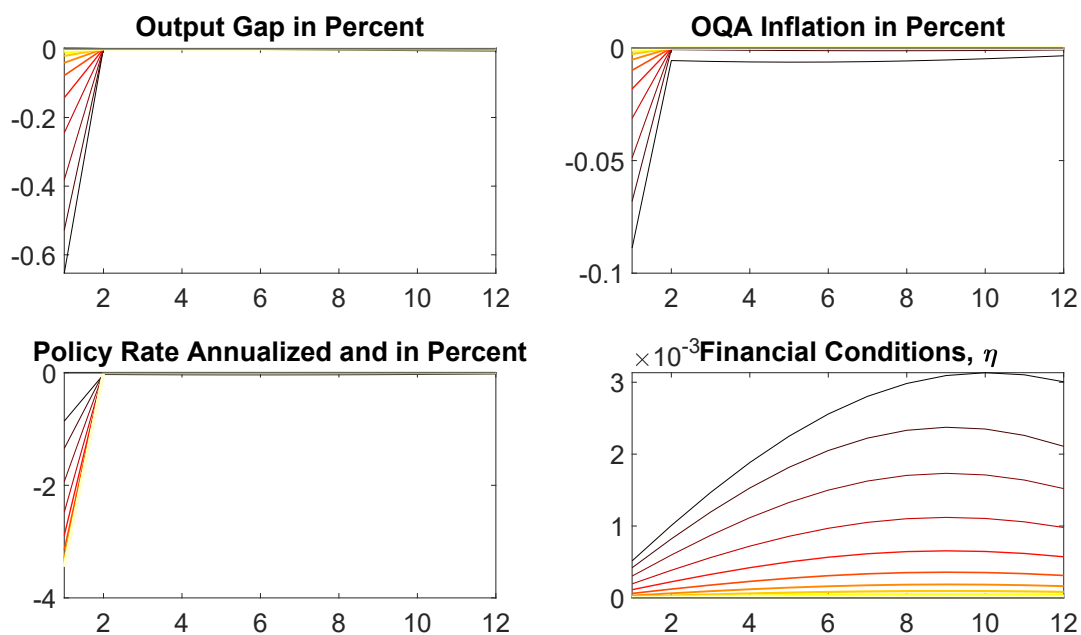 Output Gap in Percent
0
-0.2
-0.4
-0.6
2 4 6 8 10 12
OQA Inflation in Percent
0
-0.05
-0.1
2 4 6 8 10 12
Policy Rate Annualized and in Percent
0
-2
-4
2 4 6 8 10 12
×10-3 Financial Conditions, η
3
2
1
0
2 4 6 8 10 12